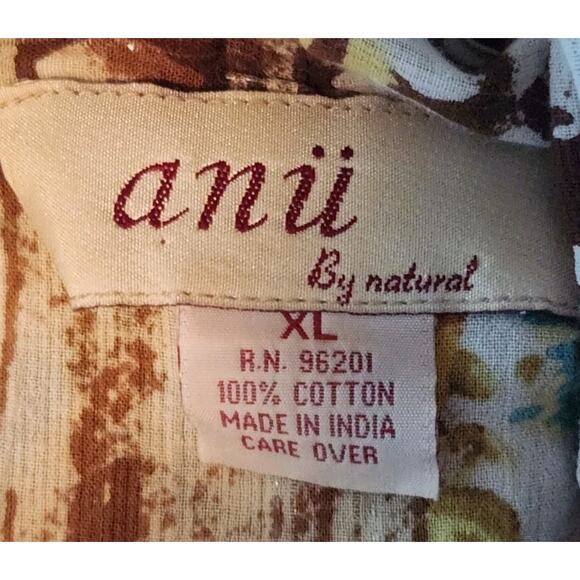 anü
By natural
XL
R.N. 96201
100% COTTON
MADE IN INDIA
CARE OVER